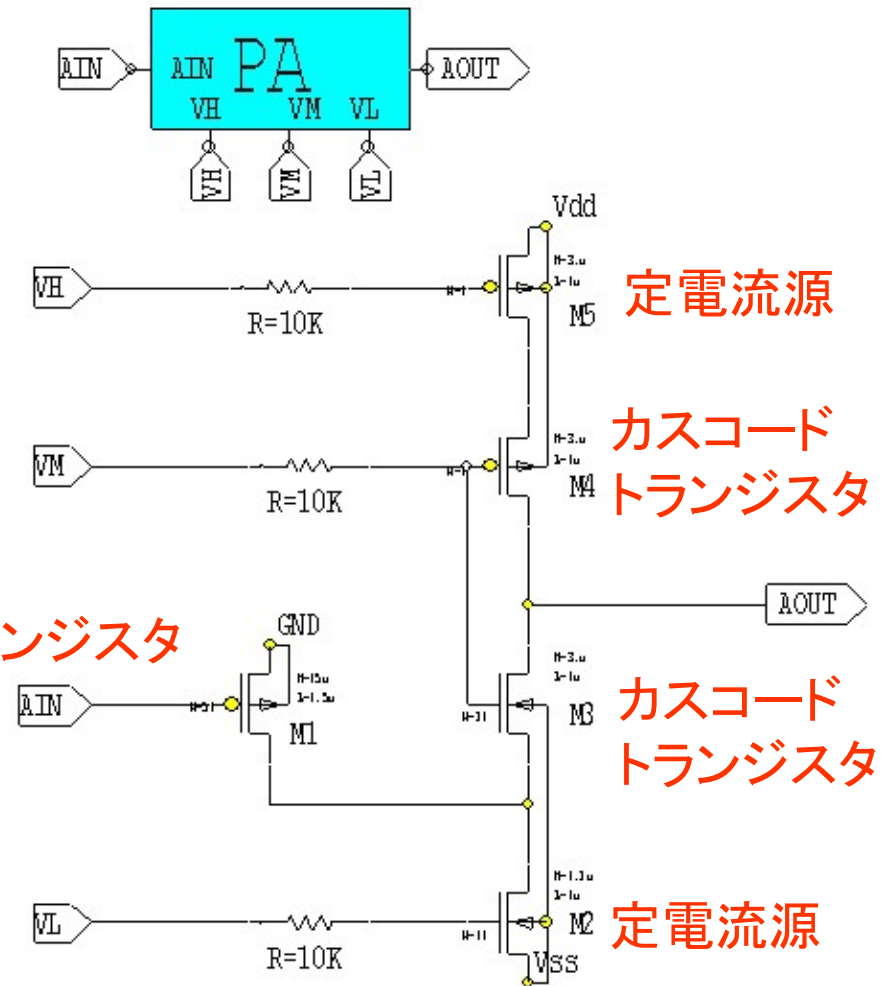 AIN
AIN
PA
AOUT
VH
VM
VL
VH
VM
VL
Vdd
VH
R=10K
M5
定電流源
VM
R=10K
M4
カスコード
トランジスタ
AOUT
ンジスタ
GND
AIN
M1
M3
カスコード
トランジスタ
VL
R=10K
M2
定電流源
VSS